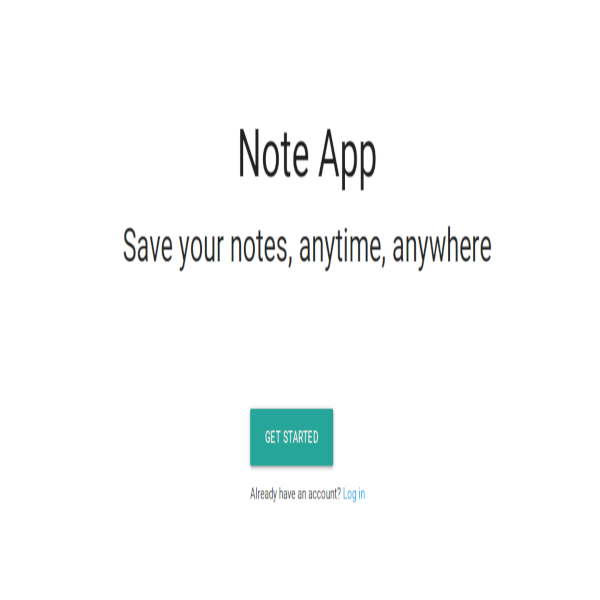 Note App
Save your notes, anytime, anywhere
GET STARTED
Already have an account? Log in